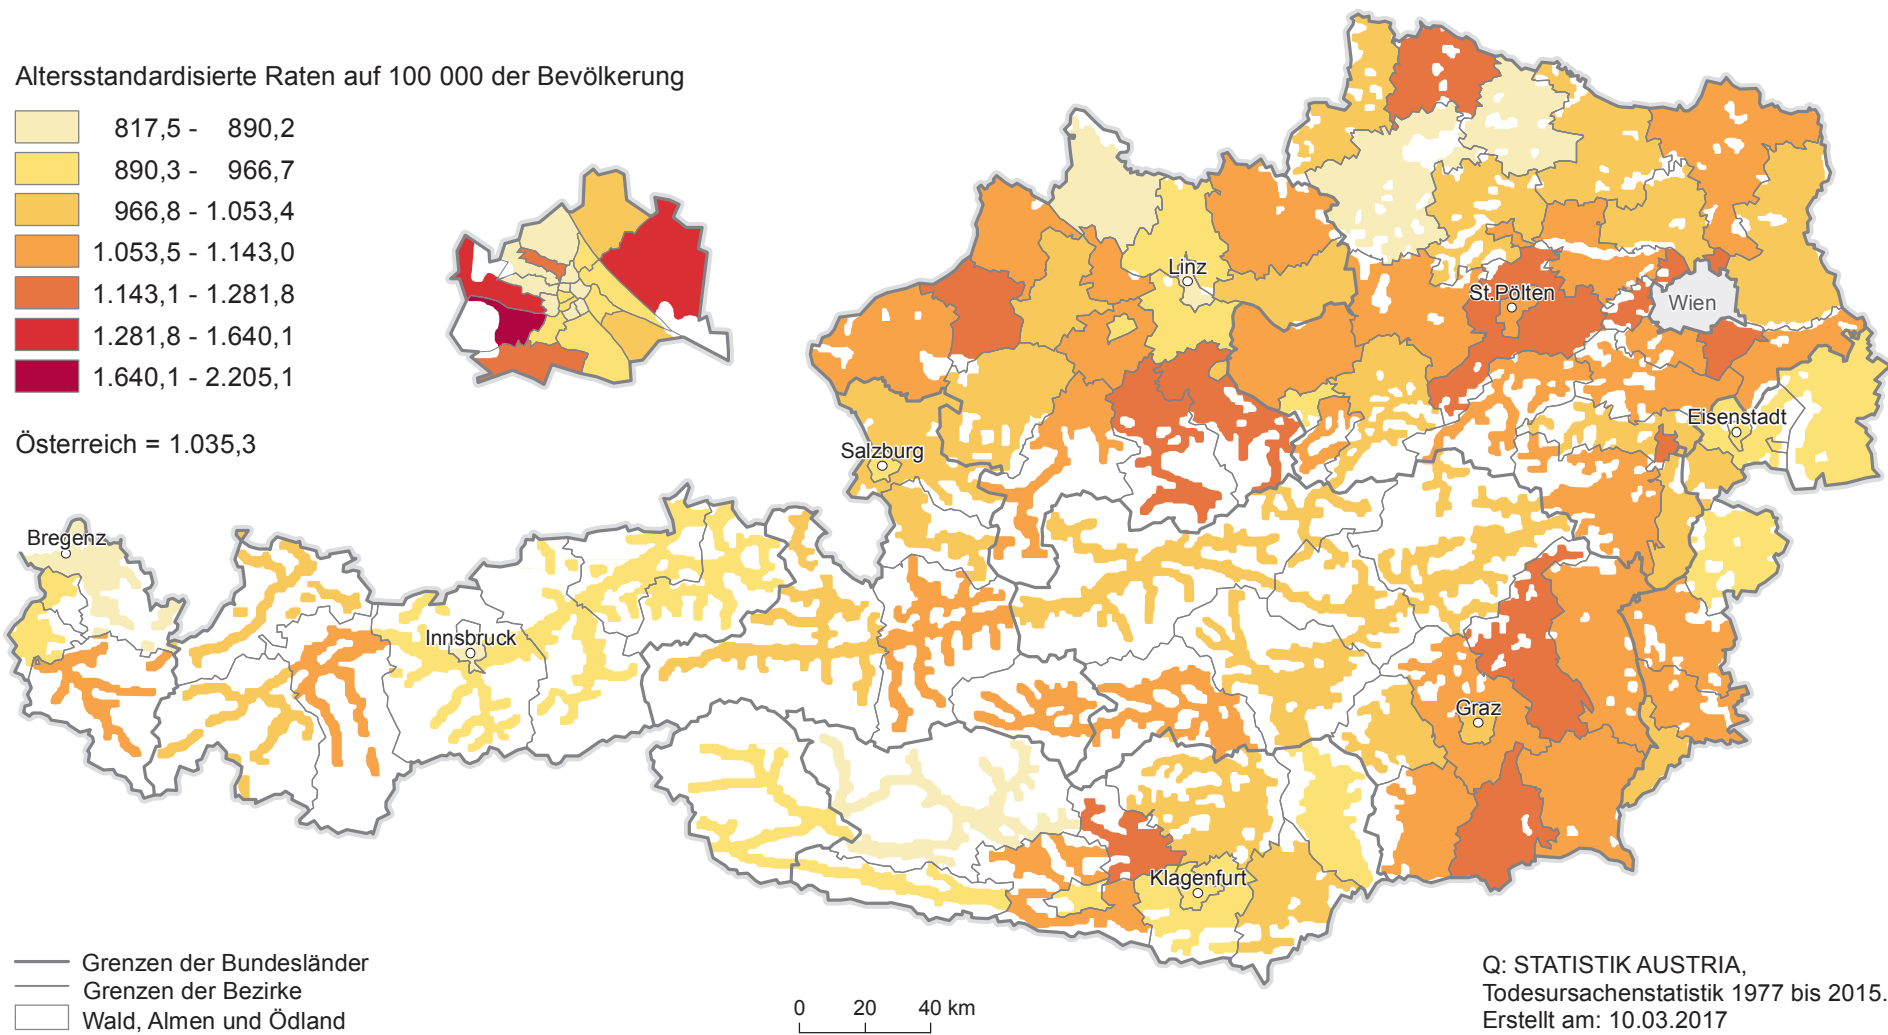 Altersstandardisierte Raten auf 100 000 der Bevölkerung
817,5 - 890,2
890,3 - 966,7
966,8 - 1.053,4
1.053,5 - 1.143,0
1.143,1 - 1.281,8
1.281,8 - 1.640,1
1.640,1 - 2.205,1
Österreich = 1.035,3
Linz
St.Pölten
Wien
Eisenstadt
Salzburg
Bregenz
Innsbruck
Graz
Klagenfurt
Grenzen der Bundesländer
Grenzen der Bezirke
Wald, Almen und Ödland
0 20 40 km
Q: STATISTIK AUSTRIA,
Todesursachenstatistik 1977 bis 2015.
Erstellt am: 10.03.2017